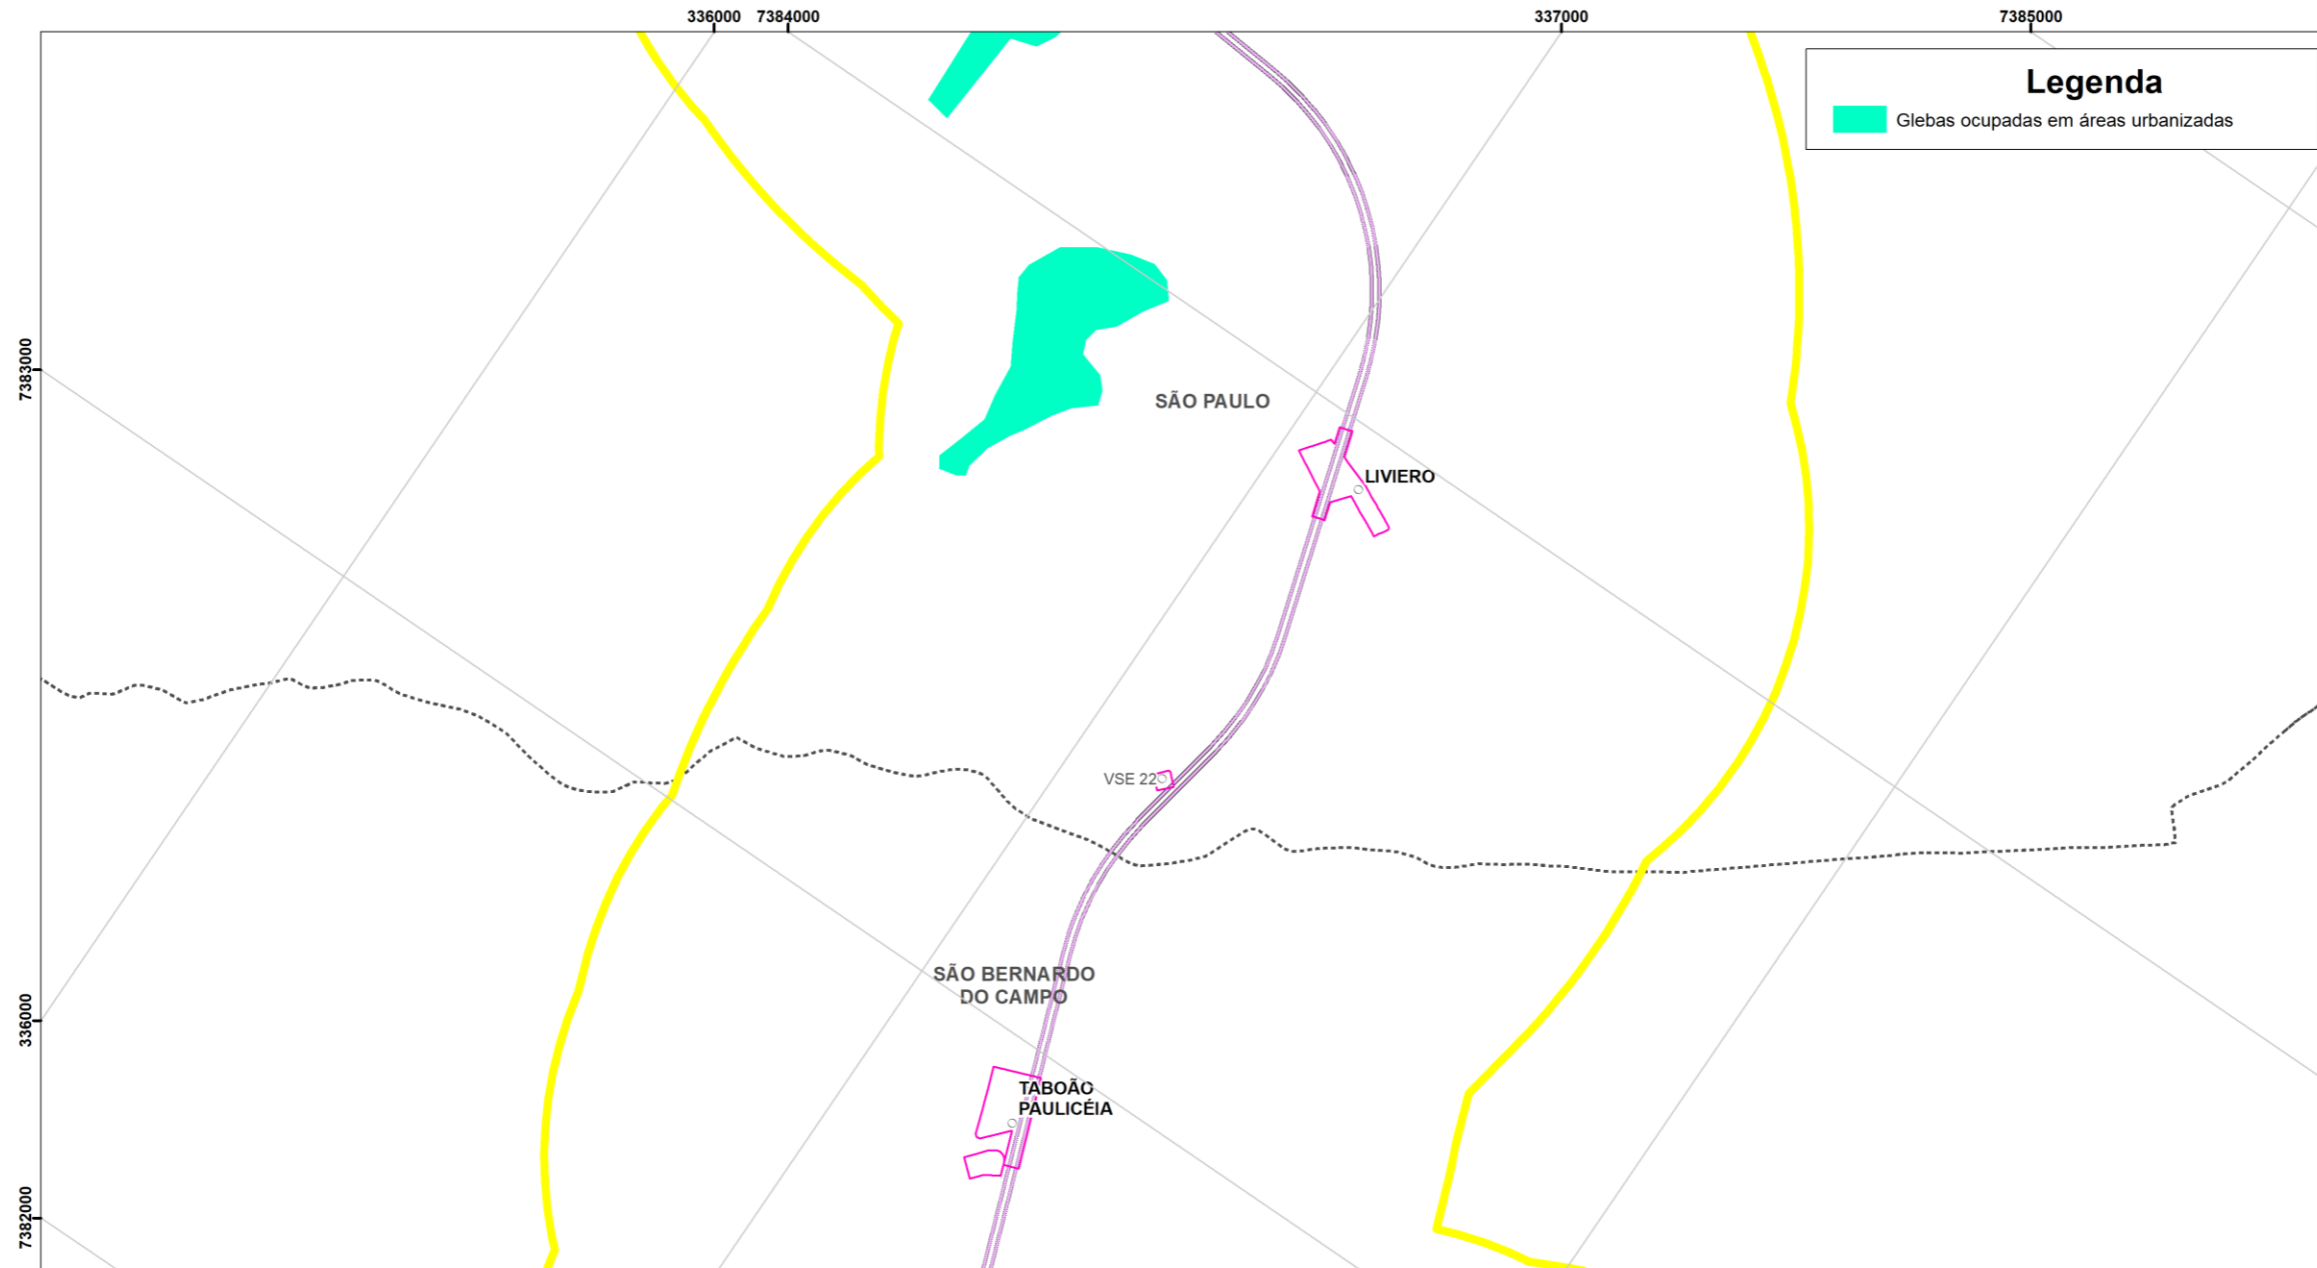 336000
7384000
337000
7385000
Legenda
Glebas ocupadas em áreas urbanizadas
7383000
SÃO PAULO
LIVIERO
VSE 22
SÃO BERNARDO
DO CAMPO
336000
TABOÃO
PAULICÉIA
7382000